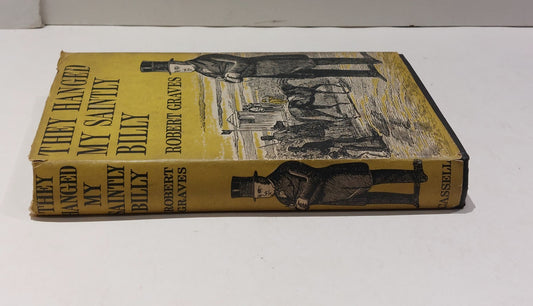 'THEY HANGED
MY SAINTLY
BILLY'
ROBERT GRAVES
'THEY
HANGED
MY
SAINTLY
BILLY'
ROBERT
GRAVES
CASSELL